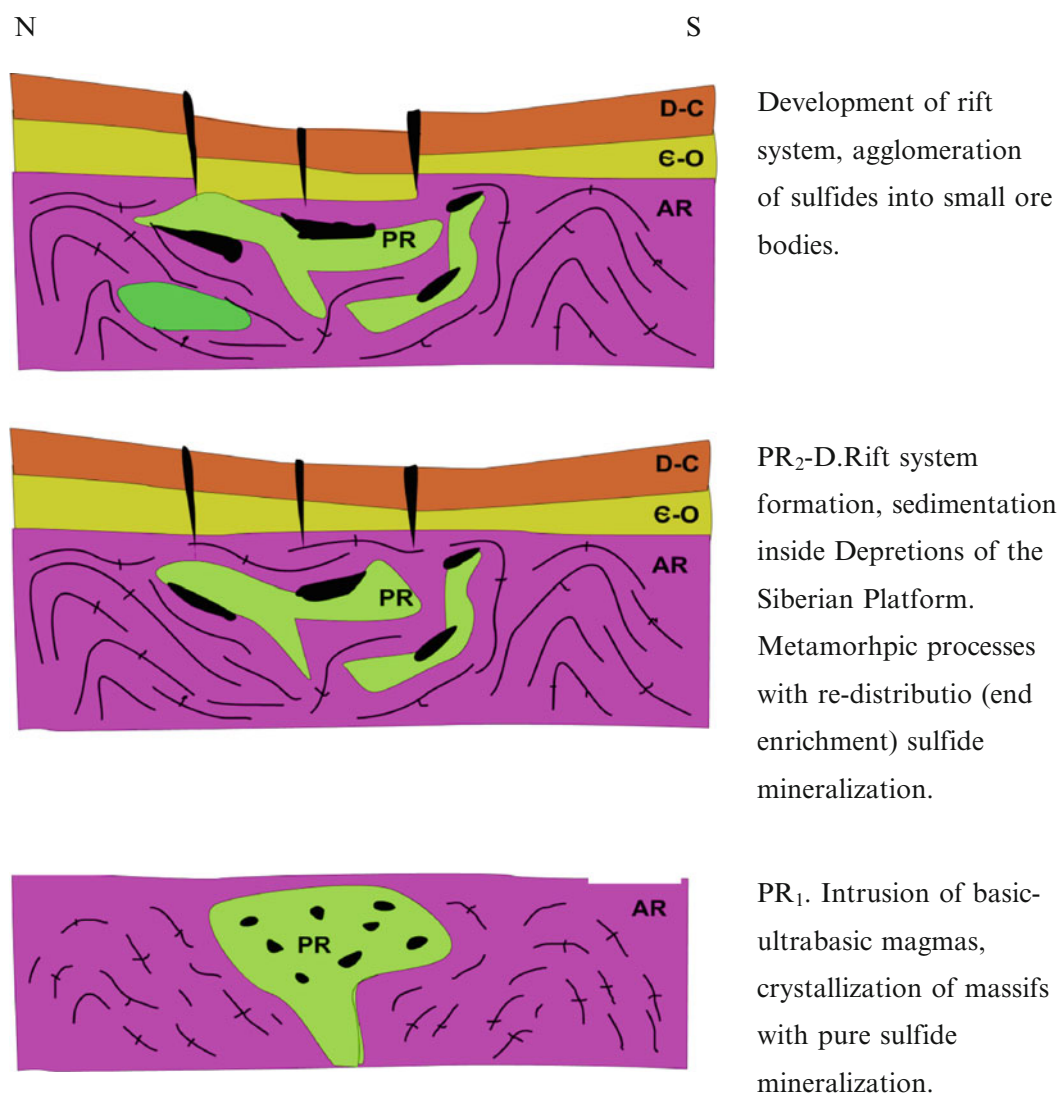 N
S
D-C
Є-O
AR
PR
Development of rift
system, agglomeration
of sulfides into small ore
bodies.
D-C
Є-O
AR
PR
PR₂-D.Rift system
formation, sedimentation
inside Depretions of the
Siberian Platform.
Metamorhpic processes
with re-distributio (end
enrichment) sulfide
mineralization.
AR
PR
PR₁. Intrusion of basic-
ultrabasic magmas,
crystallization of massifs
with pure sulfide
mineralization.